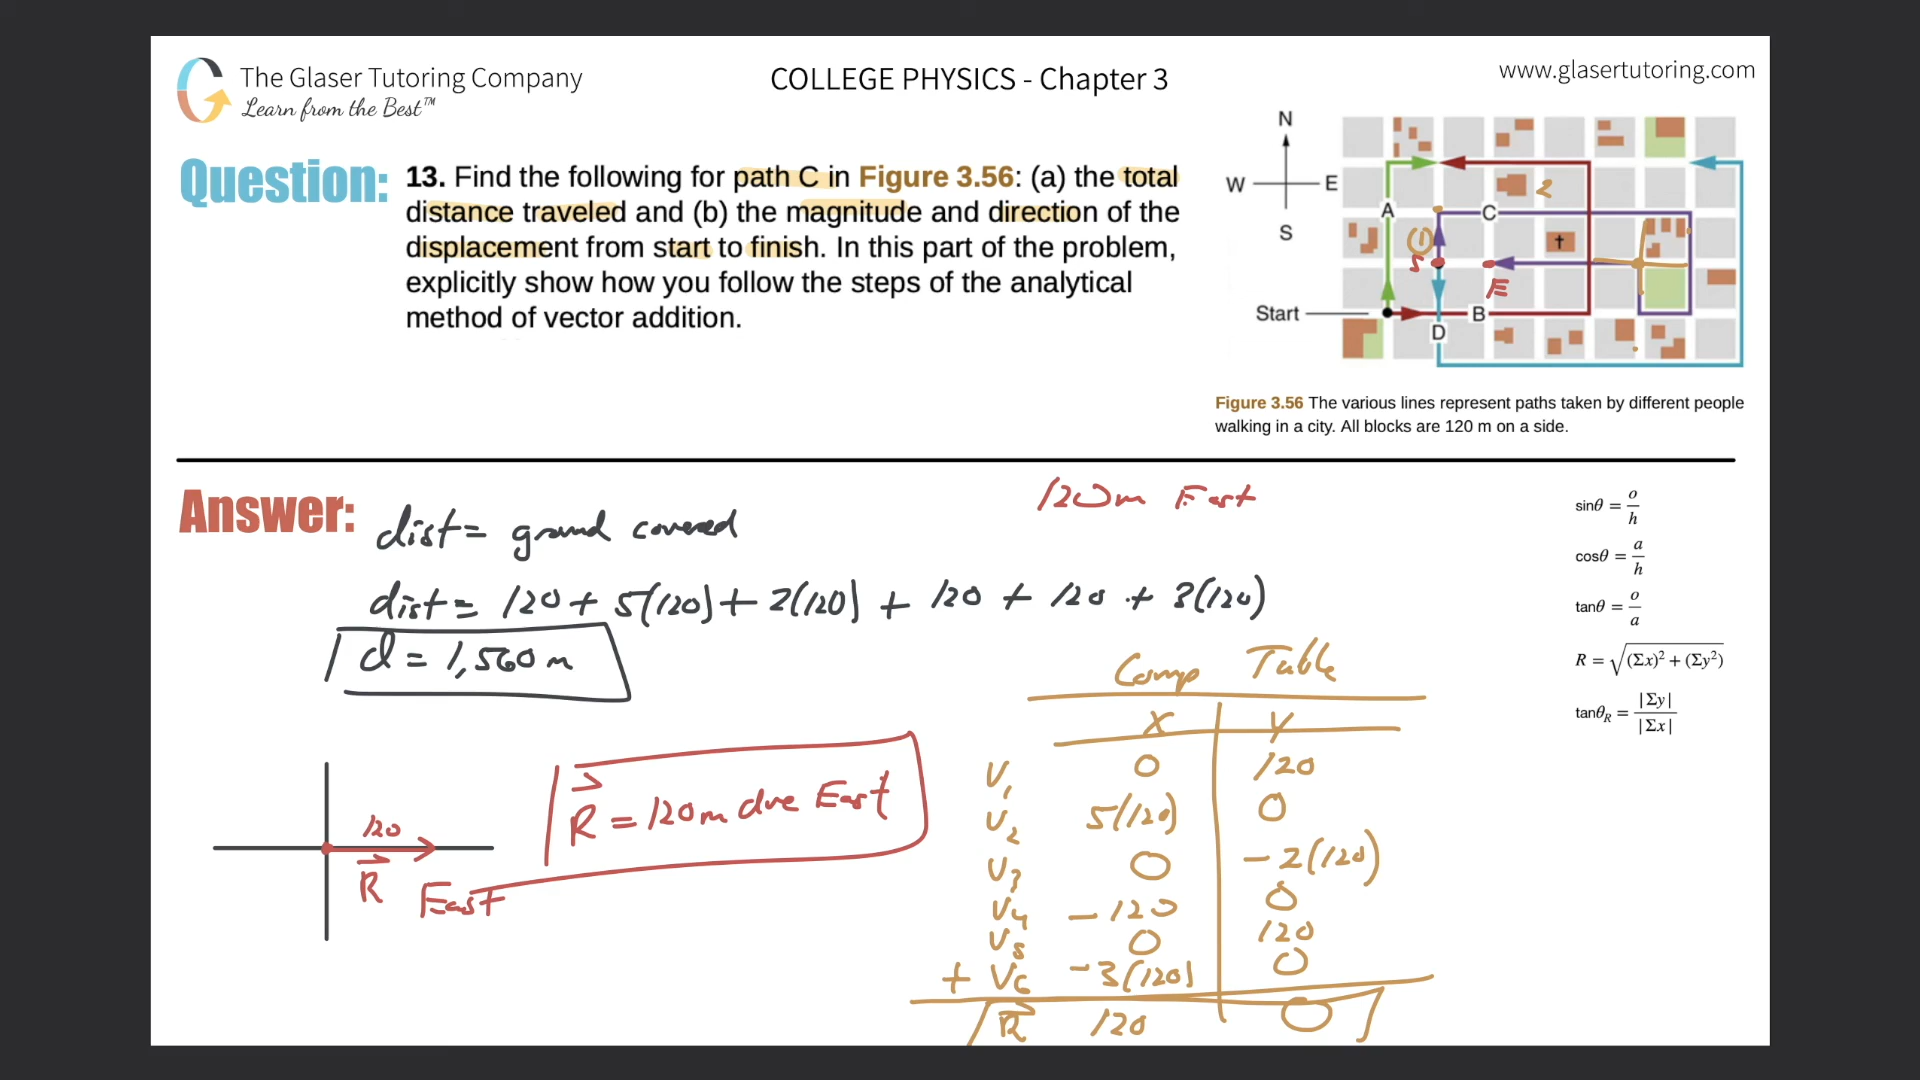 The Glaser Tutoring Company
Learn from the Best™
COLLEGE PHYSICS - Chapter 3
www.glasertutoring.com
Question:
13. Find the following for path C in Figure 3.56: (a) the total
distance traveled and (b) the magnitude and direction of the
displacement from start to finish. In this part of the problem,
explicitly show how you follow the steps of the analytical
method of vector addition.
N
W E
S
A
C
2
①
S
F
Start
B
D
Figure 3.56 The various lines represent paths taken by different people
walking in a city. All blocks are 120 m on a side.
Answer:
dist = ground covered
120m East
dist = 120 + 5(120) + 2(120) + 120 + 120 + 3(120)
d = 1,560 m
sinθ = o/h
cosθ = a/h
tanθ = o/a
R = √(Σx)² + (Σy²)
tanθR = |Σy|/|Σx|
120
R
East
R = 120m due East
Comp Table
X Y
V1 0 120
V2 5(120) 0
V3 0 -2(120)
V4 -120 0
V5 0 120
+ V6 -3(120) 0
R 120 0